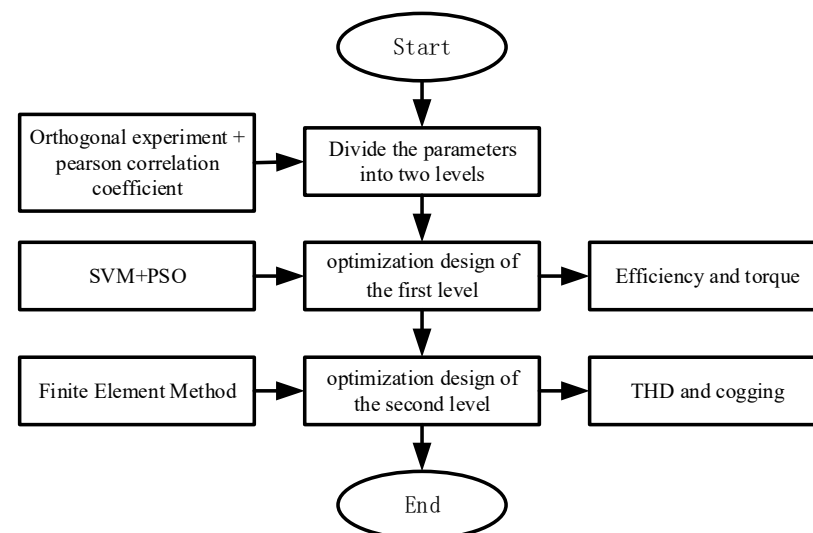 Start
Orthogonal experiment +
pearson correlation
coefficient
Divide the parameters
into two levels
SVM+PSO
optimization design of
the first level
Efficiency and torque
Finite Element Method
optimization design of
the second level
THD and cogging
End